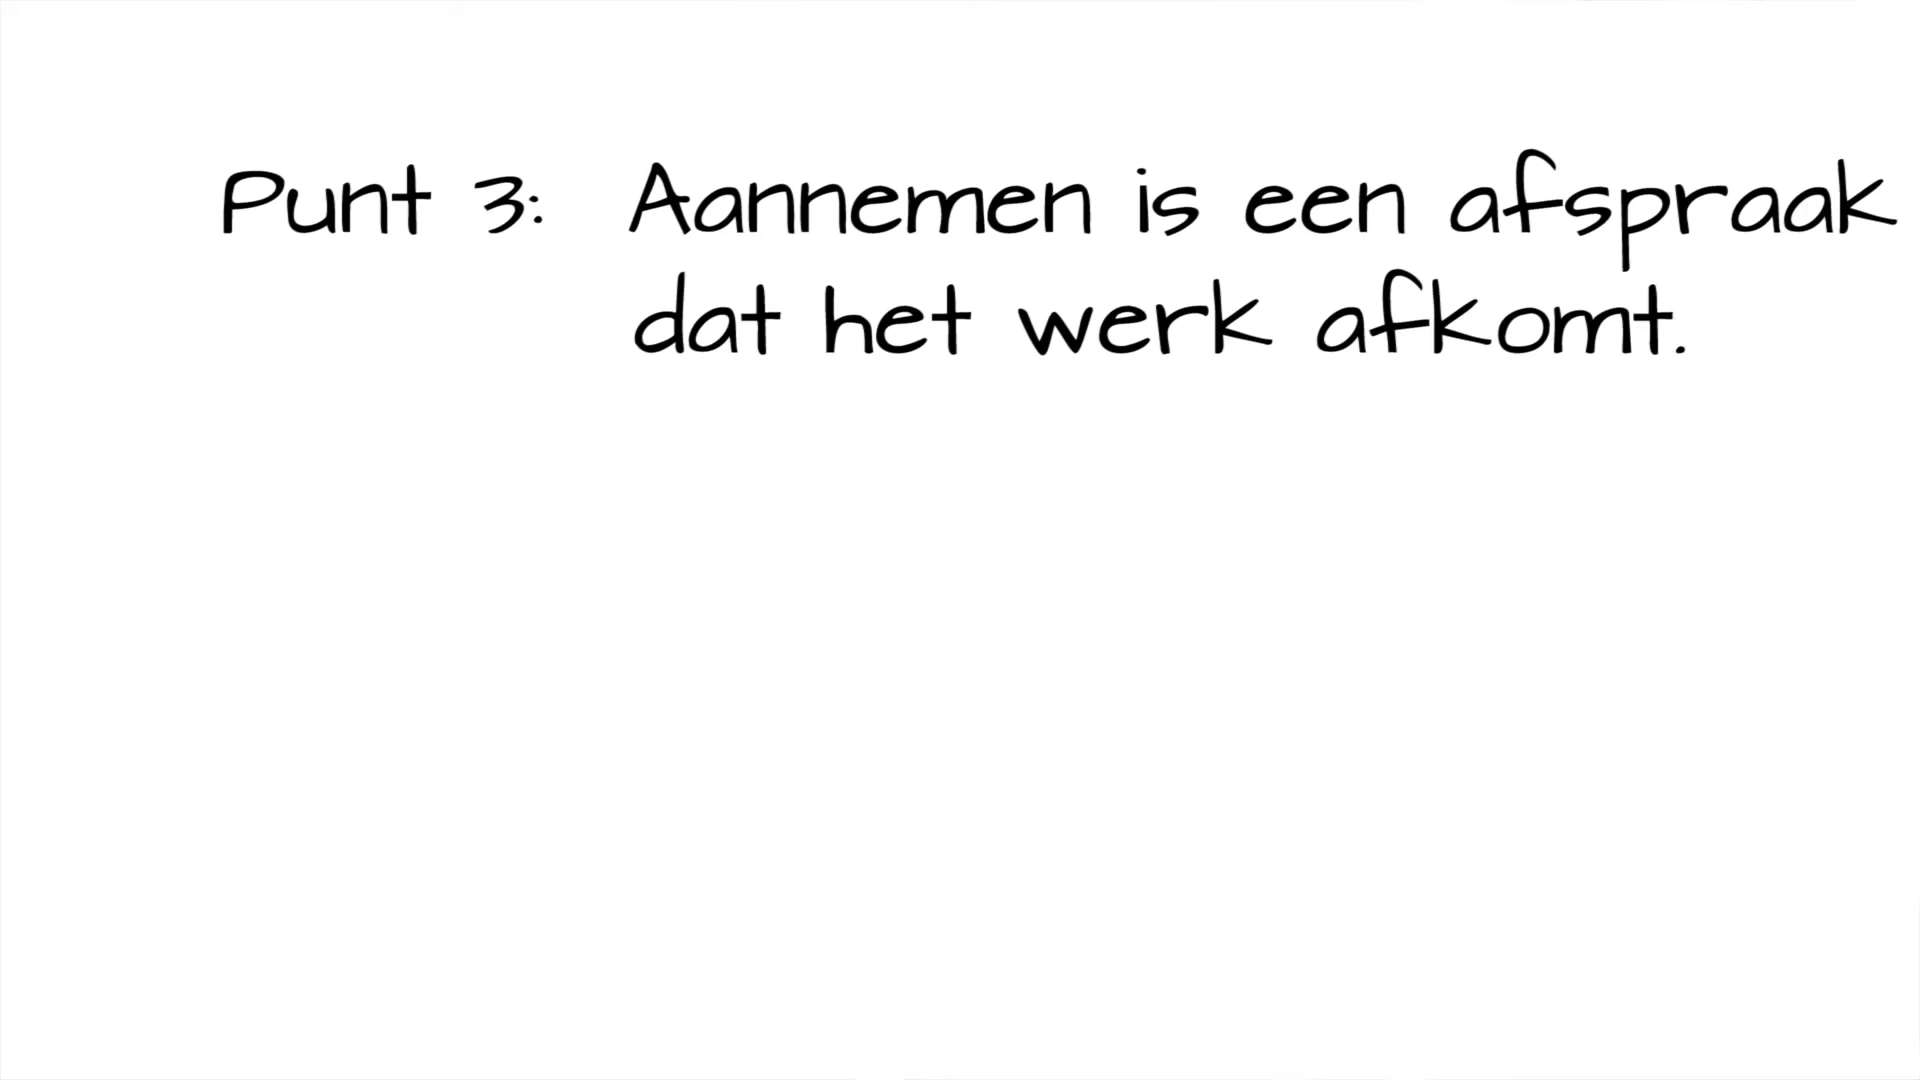 Punt 3: Aannemen is een afspraak
dat het werk afkomt.